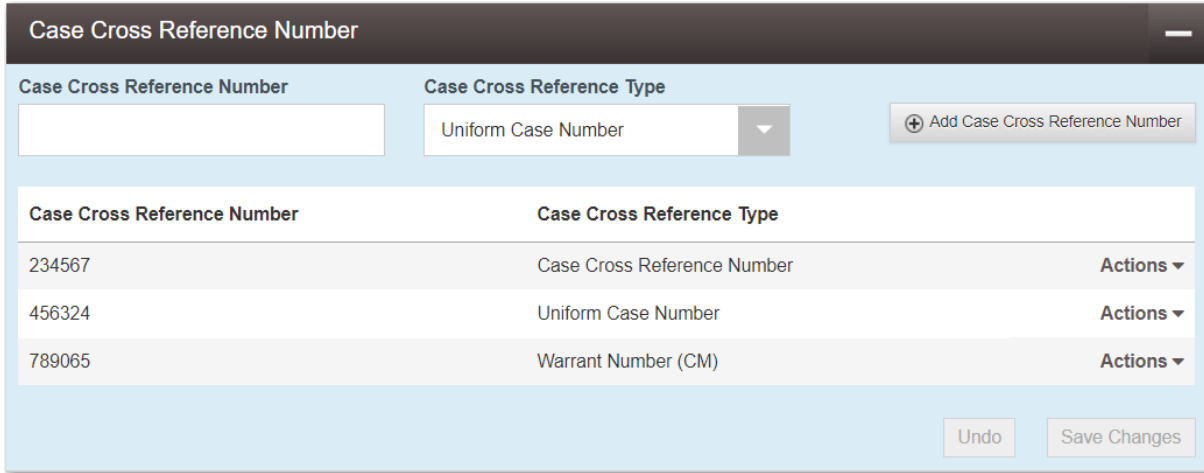 Case Cross Reference Number
Case Cross Reference Number Case Cross Reference Type
Uniform Case Number Add Case Cross Reference Number
Case Cross Reference Number Case Cross Reference Type
234567 Case Cross Reference Number Actions
456324 Uniform Case Number Actions
789065 Warrant Number (CM) Actions
Undo Save Changes